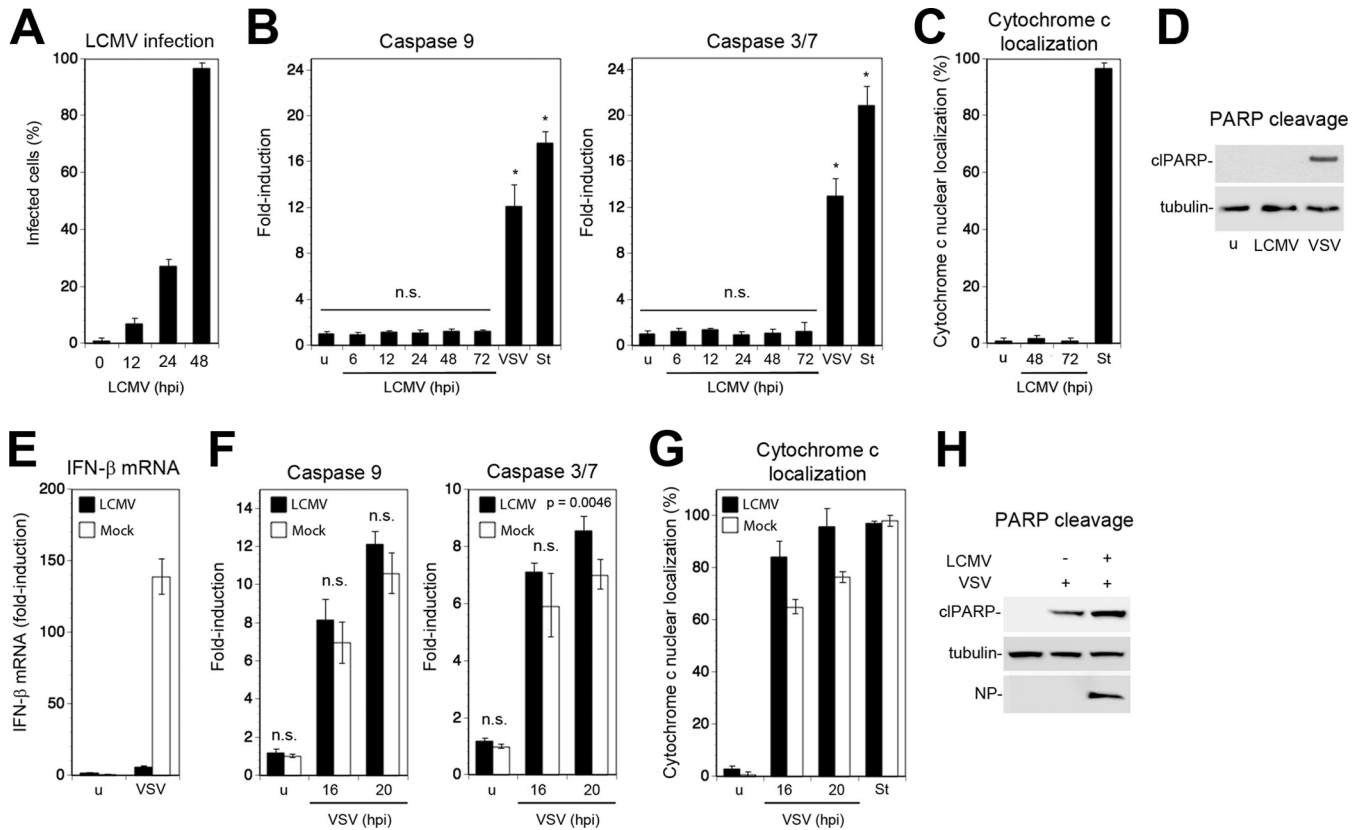 A
LCMV infection
Infected cells (%)
100
80
60
40
20
0
0 12 24 48
LCMV (hpi)
B
Caspase 9
Fold-induction
24
20
16
12
8
4
0
n.s.
*
*
u 6 12 24 48 72 VSV St
LCMV (hpi)
Caspase 3/7
Fold-induction
24
20
16
12
8
4
0
n.s.
*
*
u 6 12 24 48 72 VSV St
LCMV (hpi)
C
Cytochrome c
localization
Cytochrome c nuclear localization (%)
100
80
60
40
20
0
u 48 72 St
LCMV (hpi)
D
PARP cleavage
clPARP-
tubulin-
u LCMV VSV
E
IFN-β mRNA
IFN-β mRNA (fold-induction)
200
150
100
50
0
LCMV
Mock
u VSV
F
Caspase 9
Fold-induction
14
12
10
8
6
4
2
0
LCMV
Mock
n.s.
n.s.
n.s.
u 16 20
VSV (hpi)
Caspase 3/7
Fold-induction
10
8
6
4
2
0
LCMV p = 0.0046
Mock
n.s.
n.s.
u 16 20
VSV (hpi)
G
Cytochrome c
localization
Cytochrome c nuclear localization (%)
100
80
60
40
20
0
LCMV
Mock
u 16 20 St
VSV (hpi)
H
PARP cleavage
LCMV - +
VSV + +
clPARP-
tubulin-
NP-